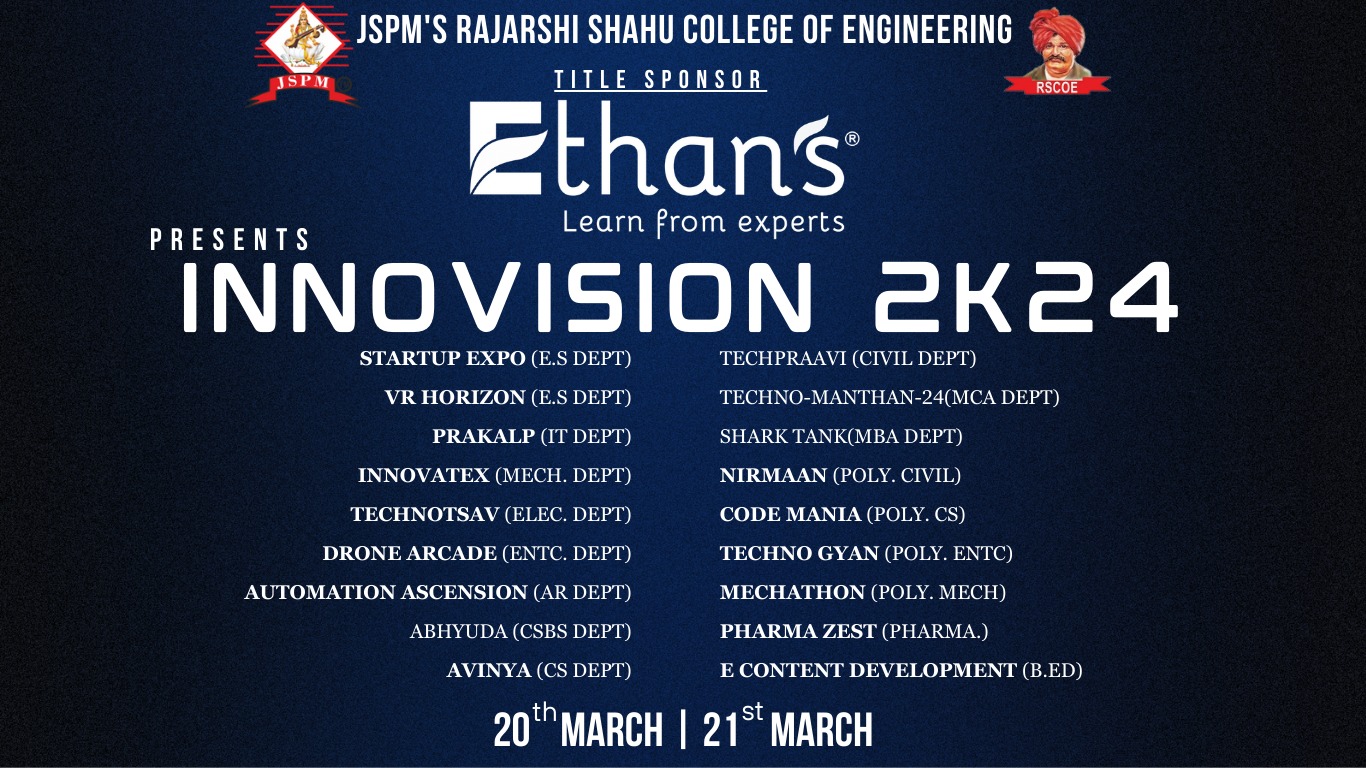 JSPM'S RAJARSHI SHAHU COLLEGE OF ENGINEERING
JSPM
RSCOE
TITLE SPONSOR
Ethan's®
Learn from experts
PRESENTS
INNOVISION 2K24
STARTUP EXPO (E.S DEPT)
VR HORIZON (E.S DEPT)
PRAKALP (IT DEPT)
INNOVATEX (MECH. DEPT)
TECHNOTSAV (ELEC. DEPT)
DRONE ARCADE (ENTC. DEPT)
AUTOMATION ASCENSION (AR DEPT)
ABHYUDA (CSBS DEPT)
AVINYA (CS DEPT)
TECHPRAAVI (CIVIL DEPT)
TECHNO-MANTHAN-24(MCA DEPT)
SHARK TANK(MBA DEPT)
NIRMAAN (POLY. CIVIL)
CODE MANIA (POLY. CS)
TECHNO GYAN (POLY. ENTC)
MECHATHON (POLY. MECH)
PHARMA ZEST (PHARMA.)
E CONTENT DEVELOPMENT (B.ED)
20th MARCH | 21st MARCH